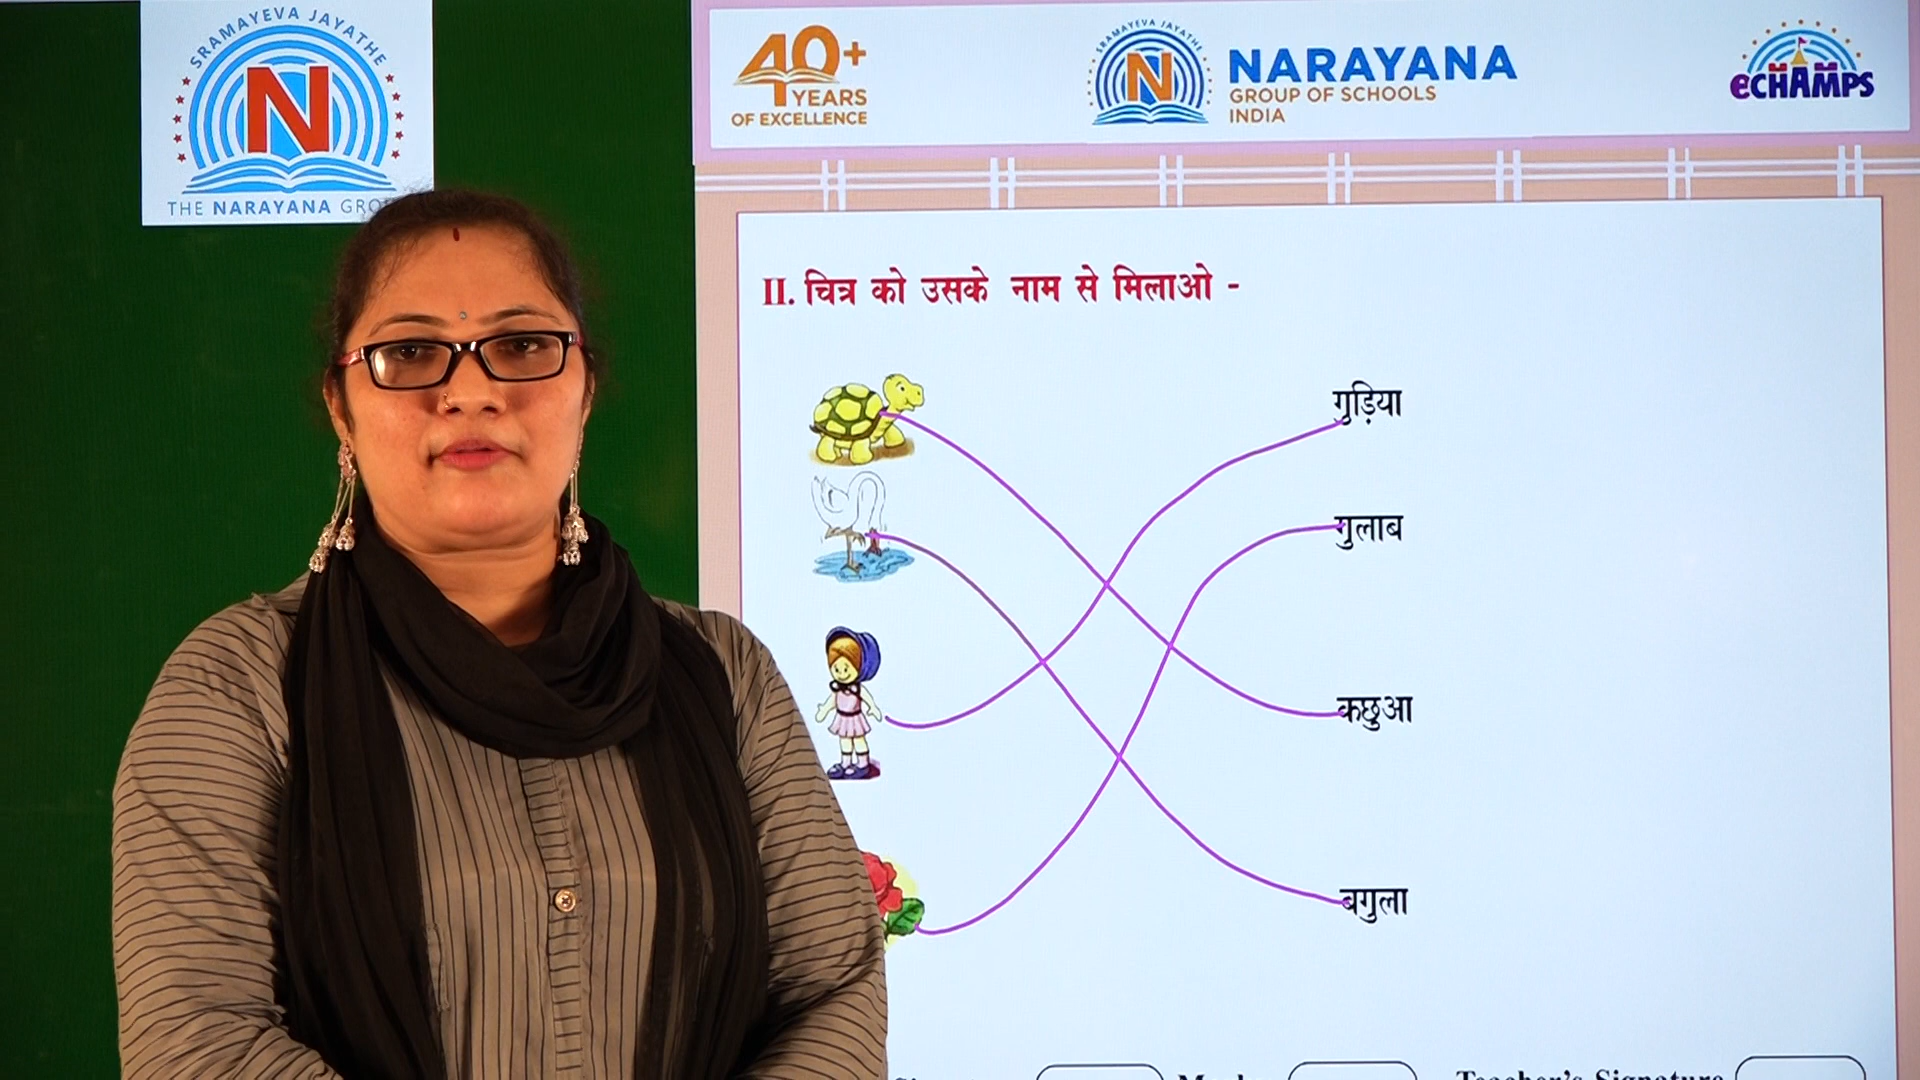 SRAMAYEVA JAYATHE
N
THE NARAYANA
40+
YEARS
OF EXCELLENCE
SRAMAYEVA JAYATHE
N
NARAYANA
GROUP OF SCHOOLS
INDIA
eCHAMPS
II. चित्र को उसके नाम से मिलाओ -
गुड़िया
गुलाब
कछुआ
बगुला
Teacher's Signature